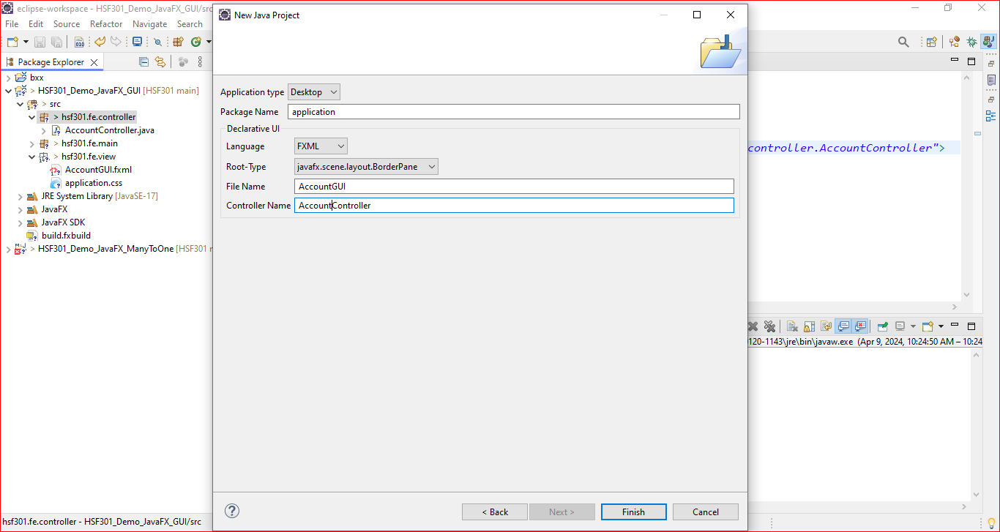 eclipse-workspace - HSF301_Demo_JavaFX_GUI/src
File Edit Source Refactor Navigate Search
Package Explorer
bxx
> HSF301_Demo_JavaFX_GUI [HSF301 main]
> src
> hsf301.fe.controller
AccountController.java
> hsf301.fe.main
> hsf301.fe.view
AccountGUI.fxml
application.css
JRE System Library [JavaSE-17]
JavaFX
JavaFX SDK
build.fxbuild
> HSF301_Demo_JavaFX_ManyToOne [HSF301
hsf301.fe.controller - HSF301_Demo_JavaFX_GUI/src
New Java Project
Application type Desktop
Package Name application
Declarative UI
Language FXML
Root-Type javafx.scene.layout.BorderPane
File Name AccountGUI
Controller Name AccountController
< Back Next > Finish Cancel
controller.AccountController">
0120-1143\jre\bin\javaw.exe (Apr 9, 2024, 10:24:50 AM – 10:24